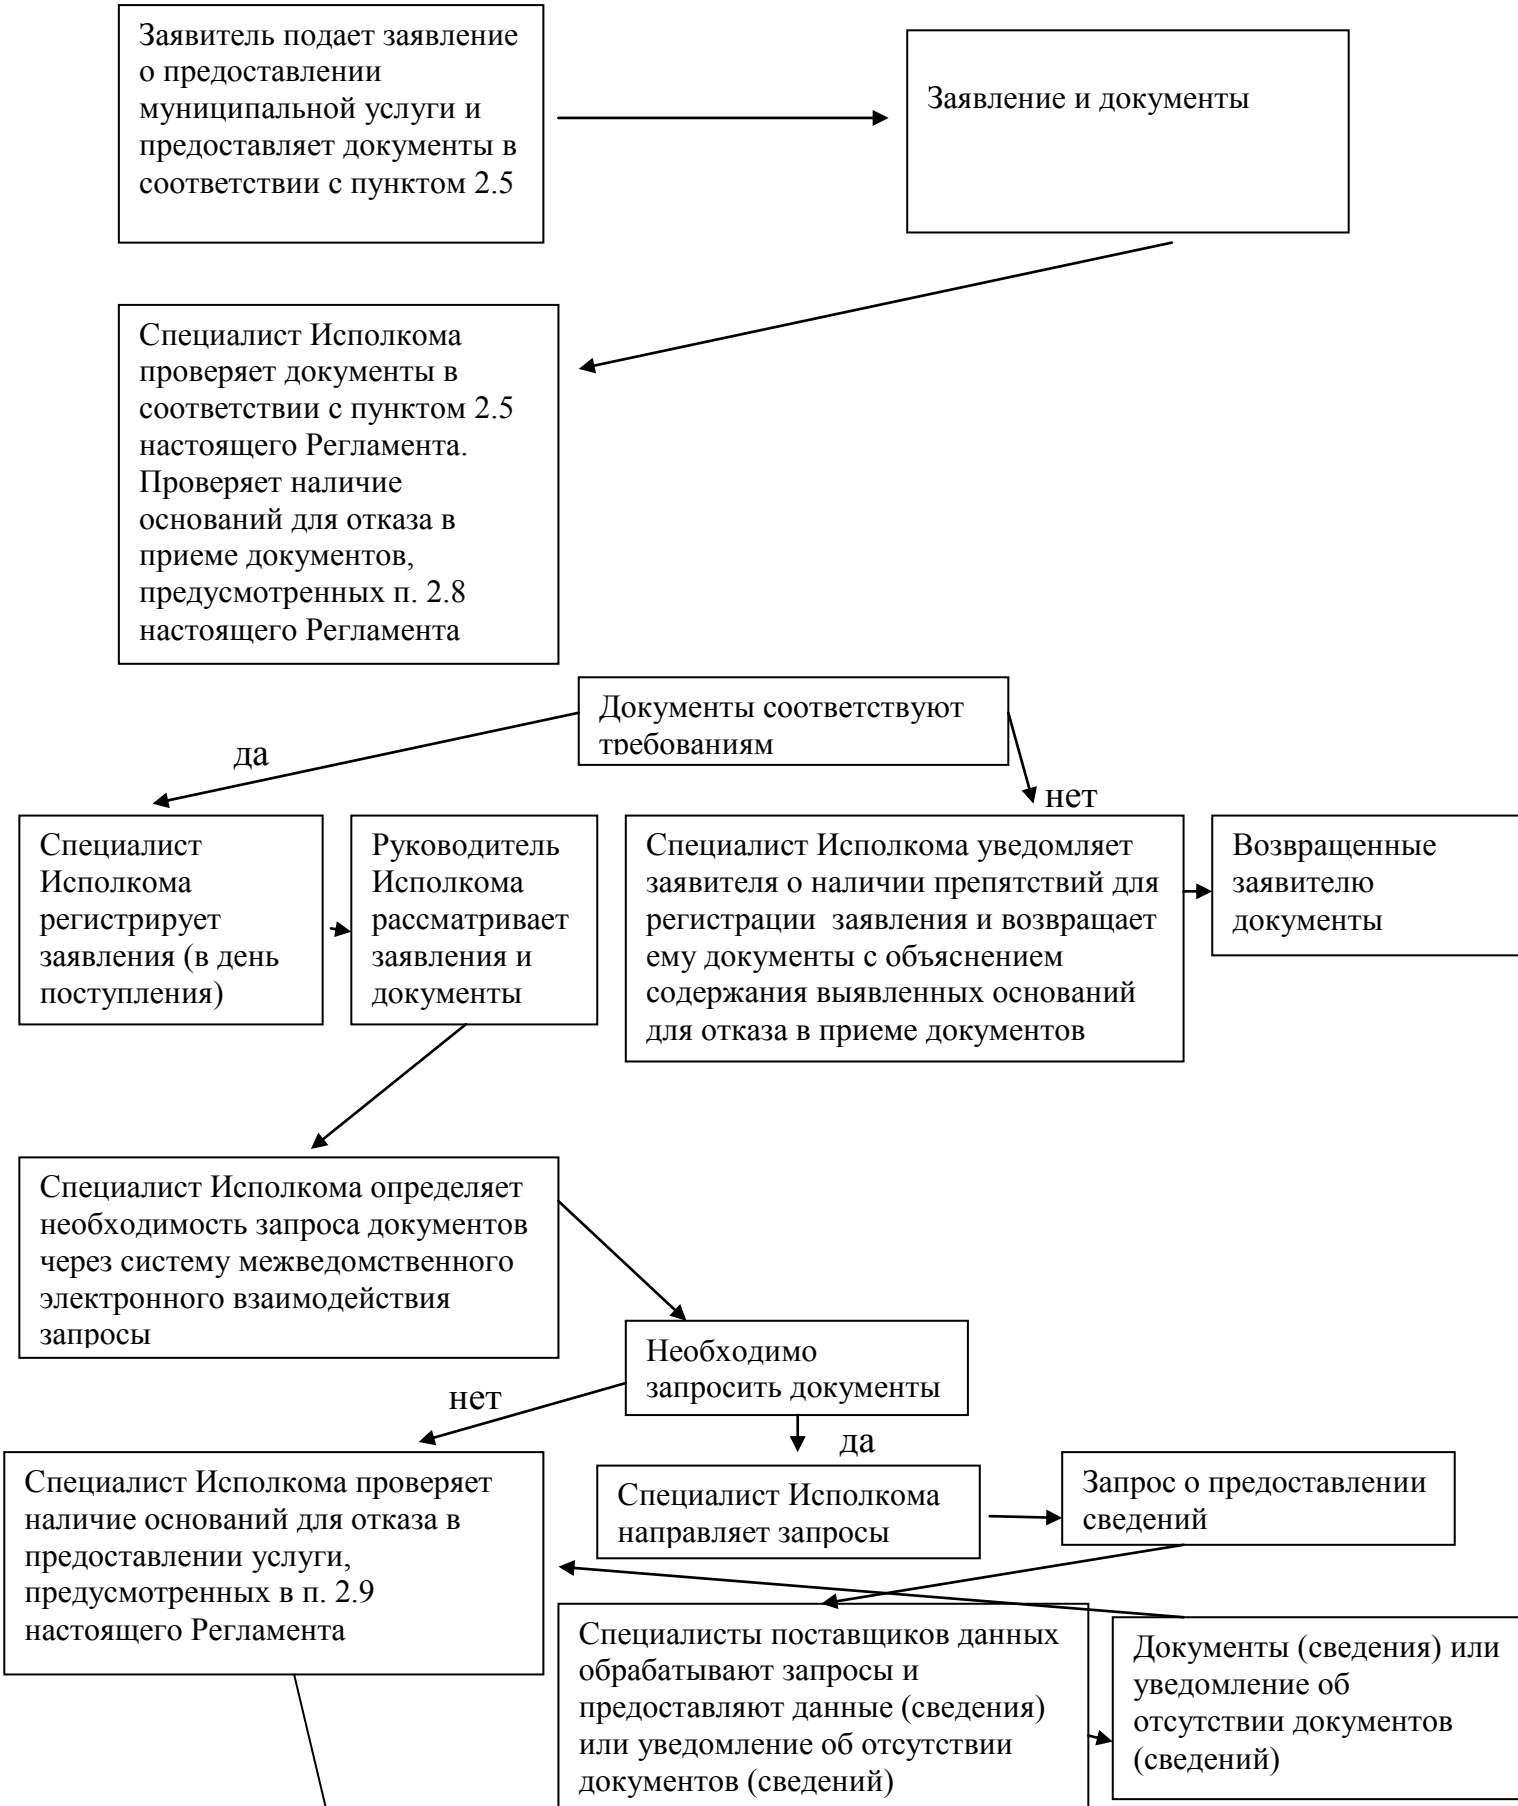 Заявитель подает заявление
о предоставлении
муниципальной услуги и
предоставляет документы в
соответствии с пунктом 2.5
Заявление и документы
Специалист Исполкома
проверяет документы в
соответствии с пунктом 2.5
настоящего Регламента.
Проверяет наличие
оснований для отказа в
приеме документов,
предусмотренных п. 2.8
настоящего Регламента
Документы соответствуют
требованиям
да
нет
Специалист
Исполкома
регистрирует
заявления (в день
поступления)
Руководитель
Исполкома
рассматривает
заявления и
документы
Специалист Исполкома уведомляет
заявителя о наличии препятствий для
регистрации  заявления и возвращает
ему документы с объяснением
содержания выявленных оснований
для отказа в приеме документов
Возвращенные
заявителю
документы
Специалист Исполкома определяет
необходимость запроса документов
через систему межведомственного
электронного взаимодействия
запросы
Необходимо
запросить документы
нет
да
Специалист Исполкома проверяет
наличие оснований для отказа в
предоставлении услуги,
предусмотренных в п. 2.9
настоящего Регламента
Специалист Исполкома
направляет запросы
Запрос о предоставлении
сведений
Специалисты поставщиков данных
обрабатывают запросы и
предоставляют данные (сведения)
или уведомление об отсутствии
документов (сведений)
Документы (сведения) или
уведомление об
отсутствии документов
(сведений)